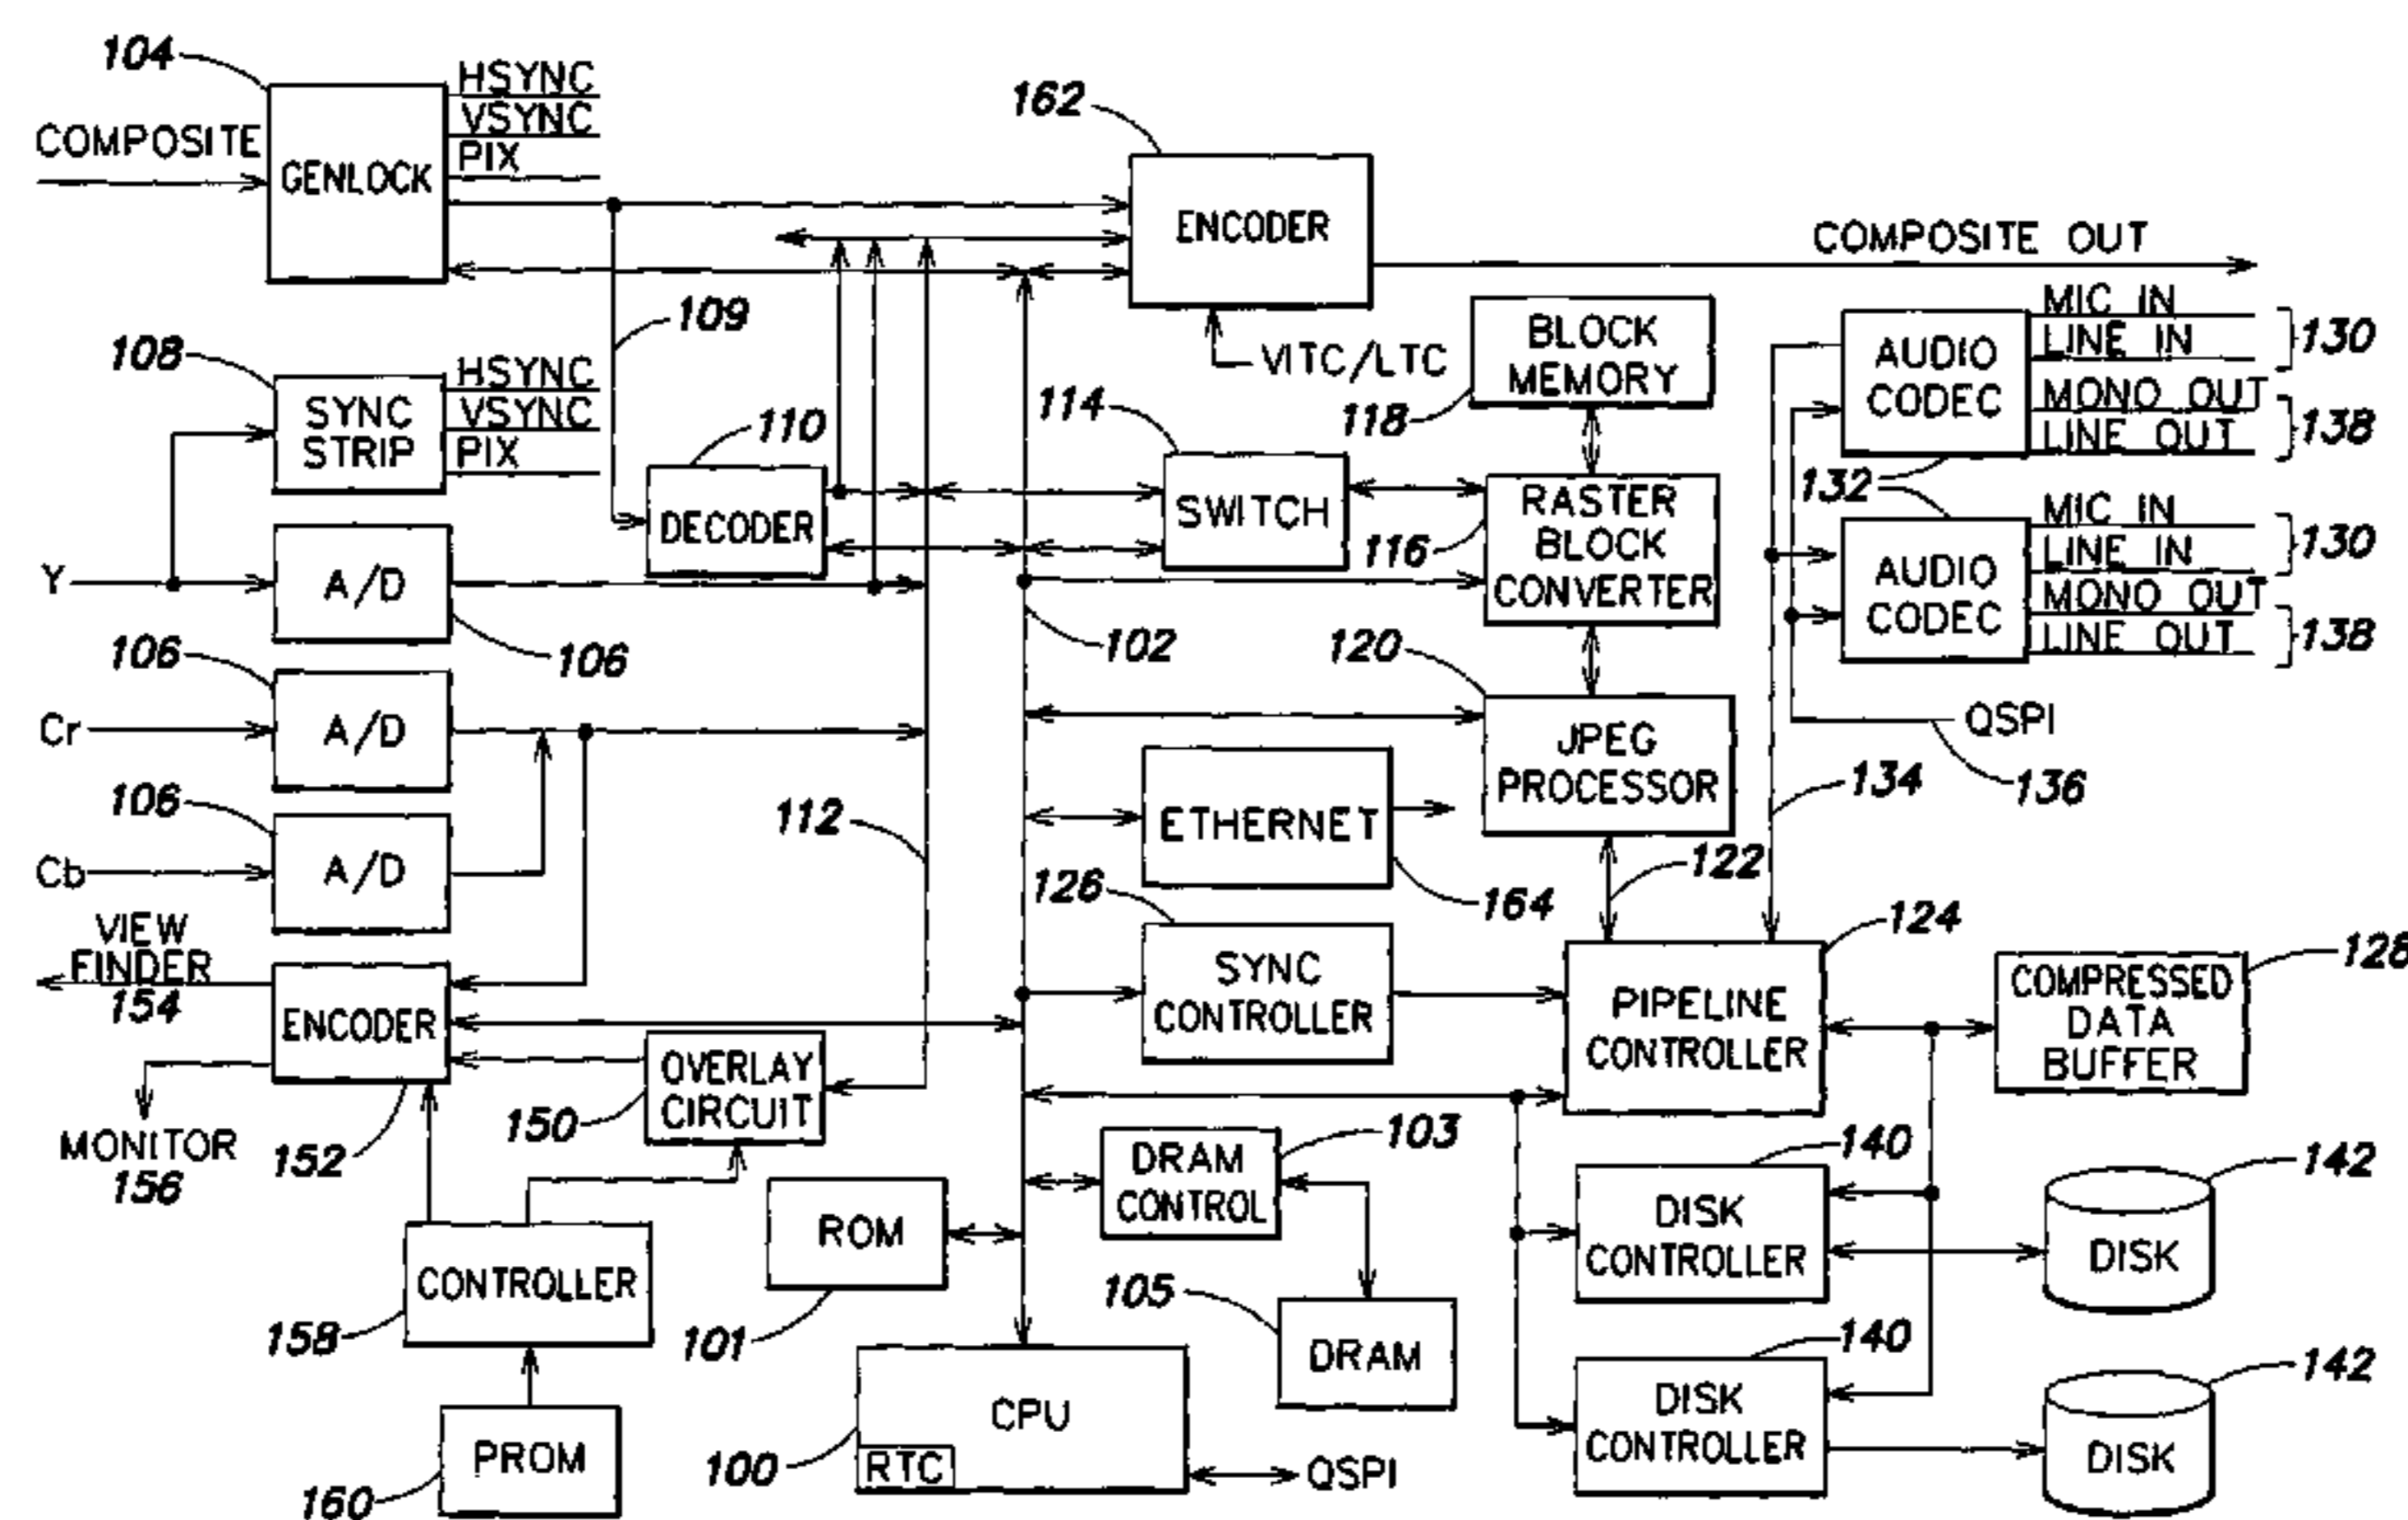 104
HSYNC
VSYNC
PIX
COMPOSITE
GENLOCK
162
ENCODER
COMPOSITE OUT
VITC/LTC
109
108
SYNC
STRIP
HSYNC
VSYNC
PIX
110
DECODER
114
SWITCH
BLOCK
MEMORY
118
RASTER
BLOCK
CONVERTER
116
AUDIO
CODEC
MIC IN
LINE IN
130
MONO OUT
LINE OUT
138
132
AUDIO
CODEC
MIC IN
LINE IN
130
MONO OUT
LINE OUT
138
Y
A/D
106
102
120
JPEG
PROCESSOR
QSPI
136
134
106
Cr
A/D
106
Cb
A/D
112
ETHERNET
164
122
126
SYNC
CONTROLLER
124
PIPELINE
CONTROLLER
COMPRESSED
DATA
BUFFER
128
VIEW
FINDER
154
ENCODER
152
MONITOR
156
OVERLAY
CIRCUIT
150
DRAM
CONTROL
103
140
DISK
CONTROLLER
142
DISK
ROM
101
CONTROLLER
158
105
DRAM
140
DISK
CONTROLLER
142
DISK
CPU
RTC
100
QSPI
PROM
160